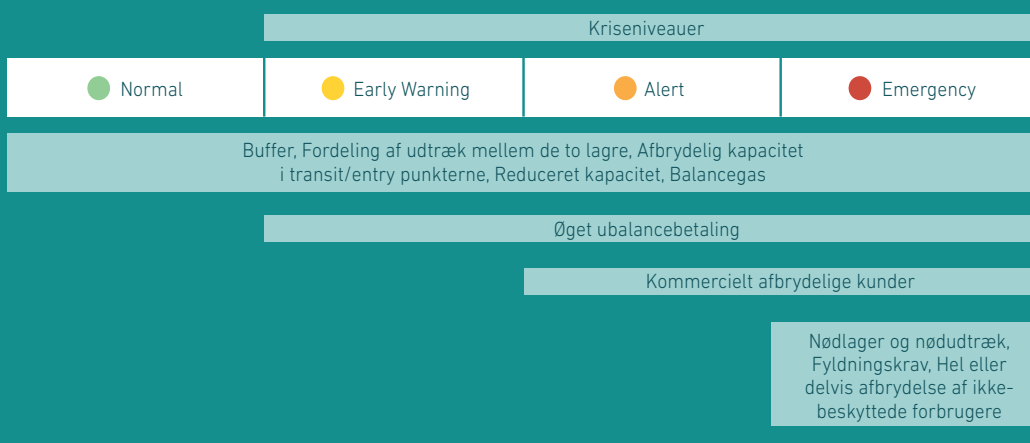 Kriseniveauer
Normal
Early Warning
Alert
Emergency
Buffer, Fordeling af udtræk mellem de to lagre, Afbrydelig kapacitet
i transit/entry punkterne, Reduceret kapacitet, Balancegas
Øget ubalancebetaling
Kommercielt afbrydelige kunder
Nødlager og nødudtræk,
Fyldningskrav, Hel eller
delvis afbrydelse af ikke-
beskyttede forbrugere